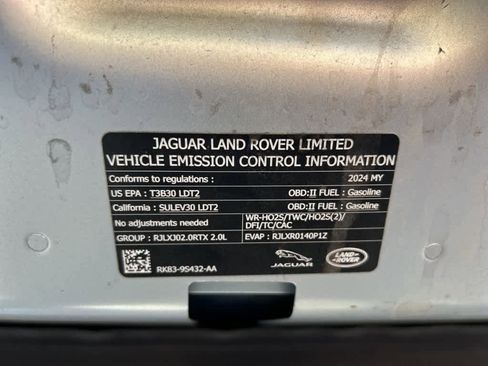 JAGUAR LAND ROVER LIMITED
VEHICLE EMISSION CONTROL INFORMATION
Conforms to regulations : 2024 MY
US EPA : T3B30 LDT2 OBD:II FUEL : Gasoline
California : SULEV30 LDT2 OBD:II FUEL : Gasoline
No adjustments needed WR-HO2S/TWC/HO2S(2)/
DFI/TC/CAC
GROUP : RJLXJ02.0RTX 2.0L EVAP : RJLXR0140P1Z
RK83-9S432-AA JAGUAR LAND-
ROVER